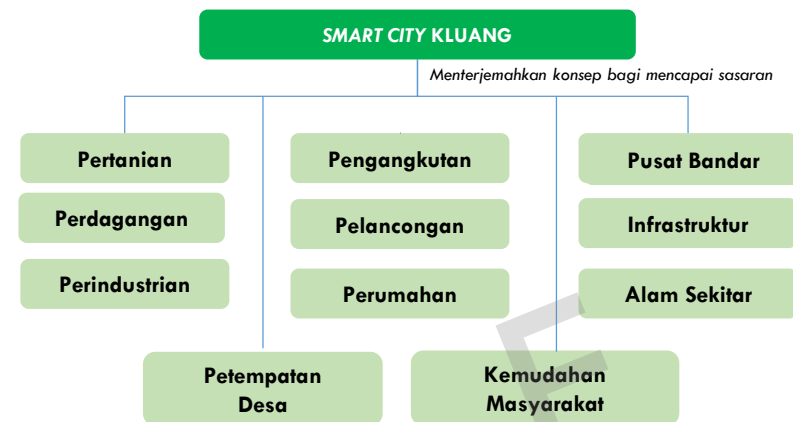 SMART CITY KLUANG
Menterjemahkan konsep bagi mencapai sasaran
Pertanian
Pengangkutan
Pusat Bandar
Perdagangan
Pelancongan
Infrastruktur
Perindustrian
Perumahan
Alam Sekitar
Petempatan
Desa
Kemudahan
Masyarakat